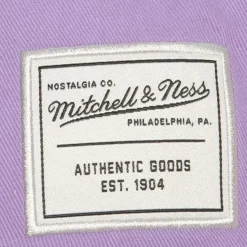 NOSTALGIA CO.
Mitchell & Ness
PHILADELPHIA, PA.
AUTHENTIC GOODS
EST. 1904